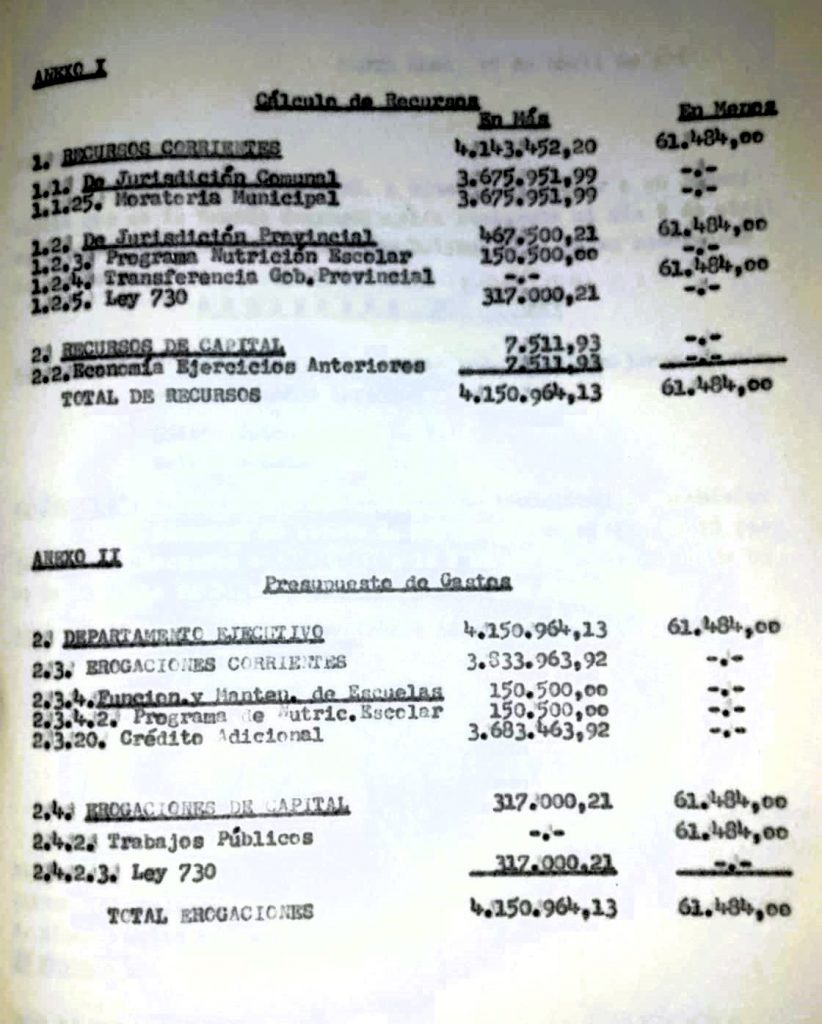 ANEXO I
Cálculo de Recursos
En Más En Menos
1. RECURSOS CORRIENTES 4.143.452,20 61.484,00
1.1. De Jurisdición Comunal 3.675.951,99 -.-
1.1.25. Moratoria Municipal 3.675.951,99 -.-
1.2. De Jurisdición Provincial 467.500,21 61.484,00
1.2.3. Programa Nutrición Escolar 150.500,00 -.-
1.2.4. Transferencia Gob.Provincial -.- 61.484,00
1.2.5. Ley 730 317.000,21 -.-
2. RECURSOS DE CAPITAL 7.511,93 -.-
2.2.Economía Ejercicios Anteriores 7.511,93 -.-
TOTAL DE RECURSOS 4.150.964,13 61.484,00
ANEXO II
Presupuesto de Gastos
2. DEPARTAMENTO EJECUTIVO 4.150.964,13 61.484,00
2.3. EROGACIONES CORRIENTES 3.833.963,92 -.-
2.3.4.Funcion.y Manten. de Escuelas 150.500,00 -.-
2.3.4.2. Programa de Nutric.Escolar 150.500,00 -.-
2.3.20. Crédito Adicional 3.683.463,92 -.-
2.4. EROGACIONES DE CAPITAL 317.000,21 61.484,00
2.4.2. Trabajos Públicos -.- 61.484,00
2.4.2.3. Ley 730 317.000.21 -.-
TOTAL EROGACIONES 4.150.964,13 61.484,00